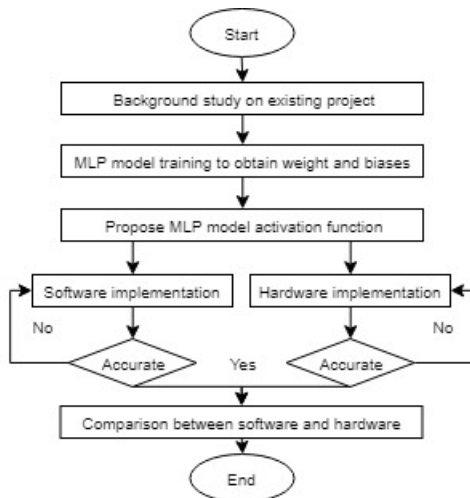 Start
Background study on existing project
MLP model training to obtain weight and biases
Propose MLP model activation function
Software implementation
Hardware implementation
No
No
Accurate
Yes
Accurate
Comparison between software and hardware
End